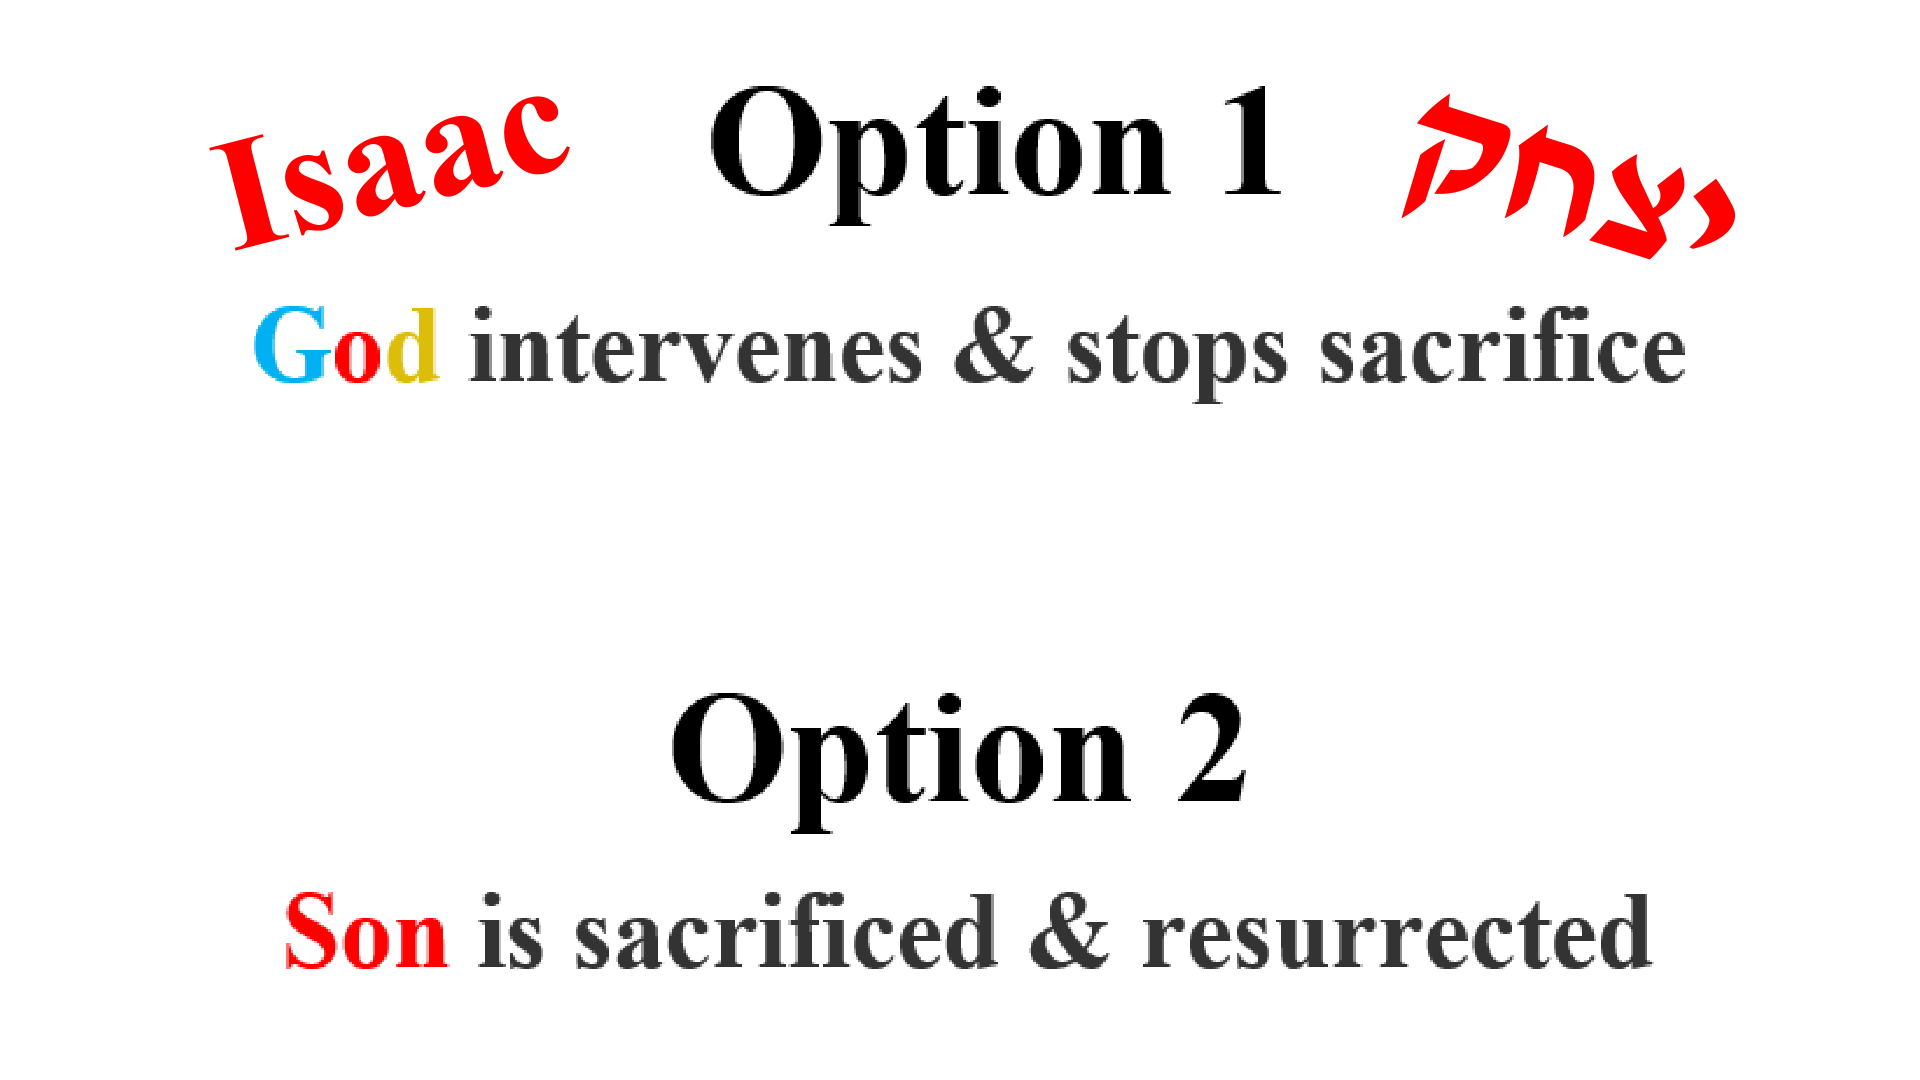 Isaac Option 1 יצחק
God intervenes & stops sacrifice
Option 2
Son is sacrificed & resurrected